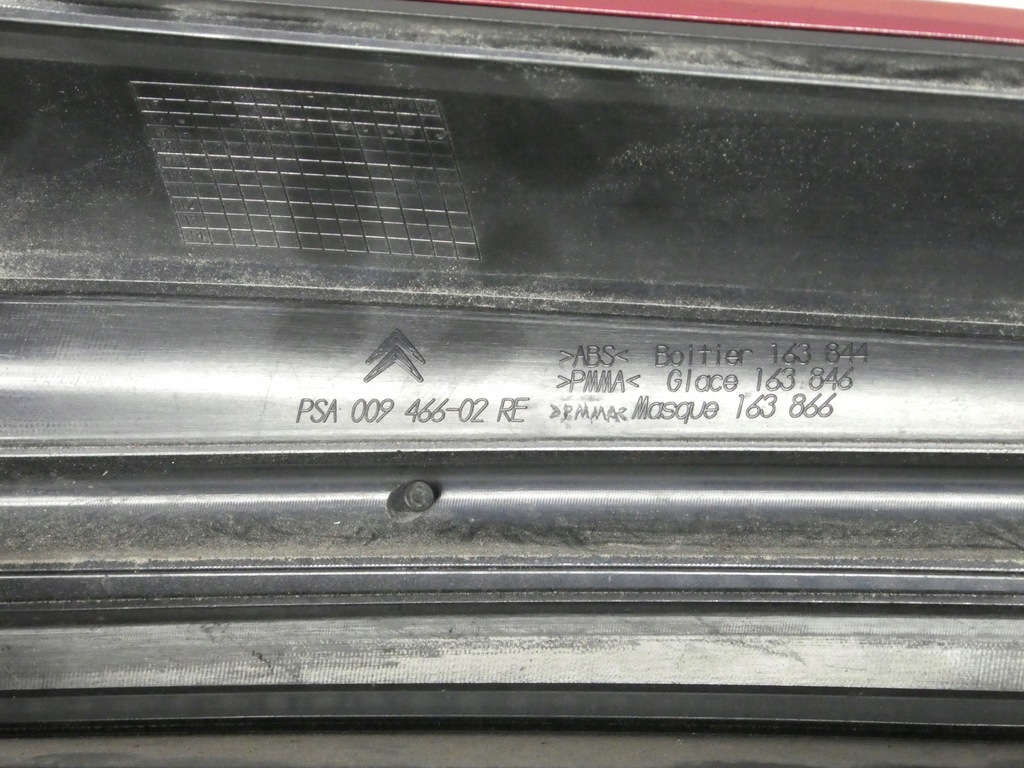 >ABS< Boitier 163 844
>PMMA< Glace 163 846
PSA 009 466-02 RE >PMMA< Masque 163 866